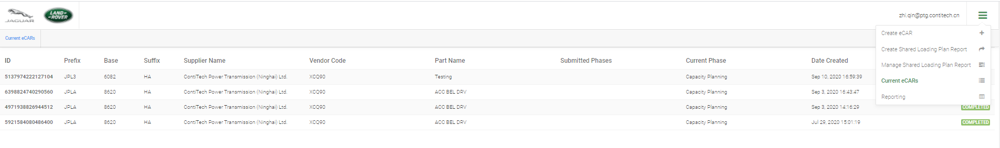 JAGUAR
LAND-
-ROVER
zhi.qin@ptg.contitech.cn
Current eCARs
Create eCAR
Create Shared Loading Plan Report
Manage Shared Loading Plan Report
Current eCARs
Reporting
ID Prefix Base Suffix Supplier Name Vendor Code Part Name Submitted Phases Current Phase Date Created
5137974222127104 JPL3 6082 HA ContiTech Power Transmission (Ninghai) Ltd. XCQ90 Testing Capacity Planning Sep 10, 2020 16:59:39
6398824740290560 JPLA 8620 HA ContiTech Power Transmission (Ninghai) Ltd. XCQ90 ACC BEL DRV Capacity Planning Sep 3, 2020 16:43:47
4971938826944512 JPLA 8620 HA ContiTech Power Transmission (Ninghai) Ltd. XCQ90 ACC BEL DRV Capacity Planning Sep 3, 2020 14:16:29 COMPLETED
5921584080486400 JPLA 8620 HA ContiTech Power Transmission (Ninghai) Ltd. XCQ90 ACC BEL DRV Capacity Planning Jul 29, 2020 15:01:19 COMPLETED